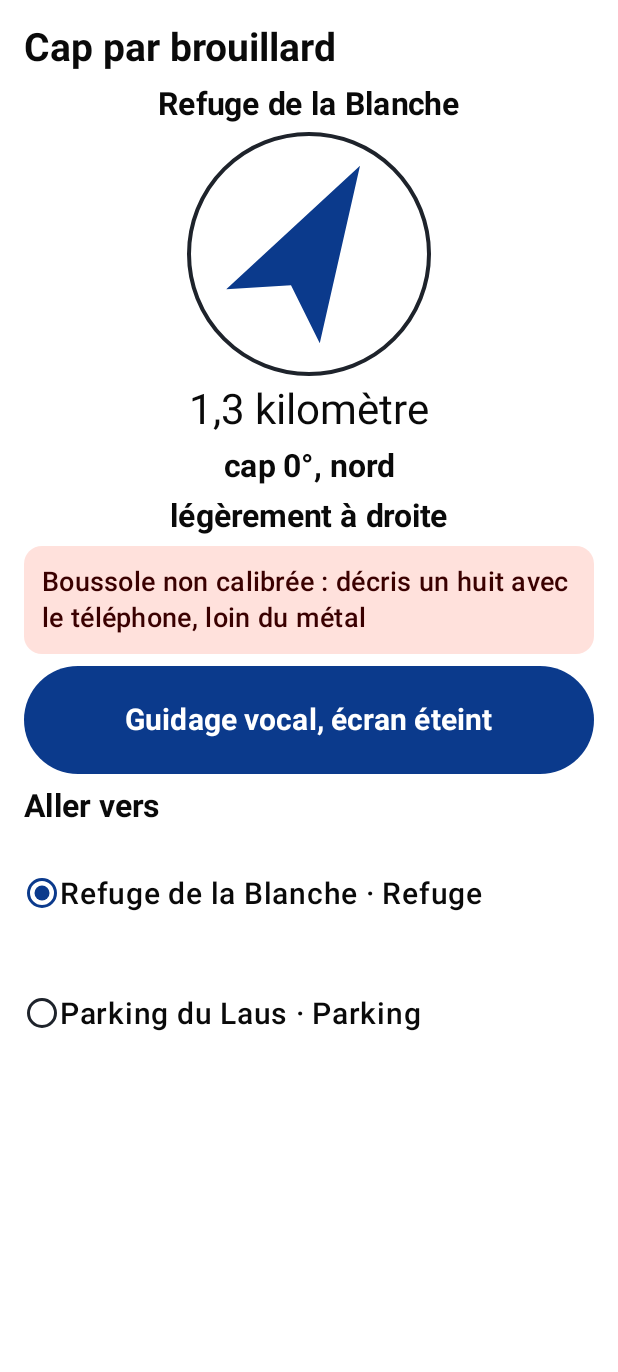 Cap par brouillard
Refuge de la Blanche
1,3 kilomètre
cap 0°, nord
légèrement à droite
Boussole non calibrée : décris un huit avec
le téléphone, loin du métal
Guidage vocal, écran éteint
Aller vers
Refuge de la Blanche · Refuge
Parking du Laus · Parking